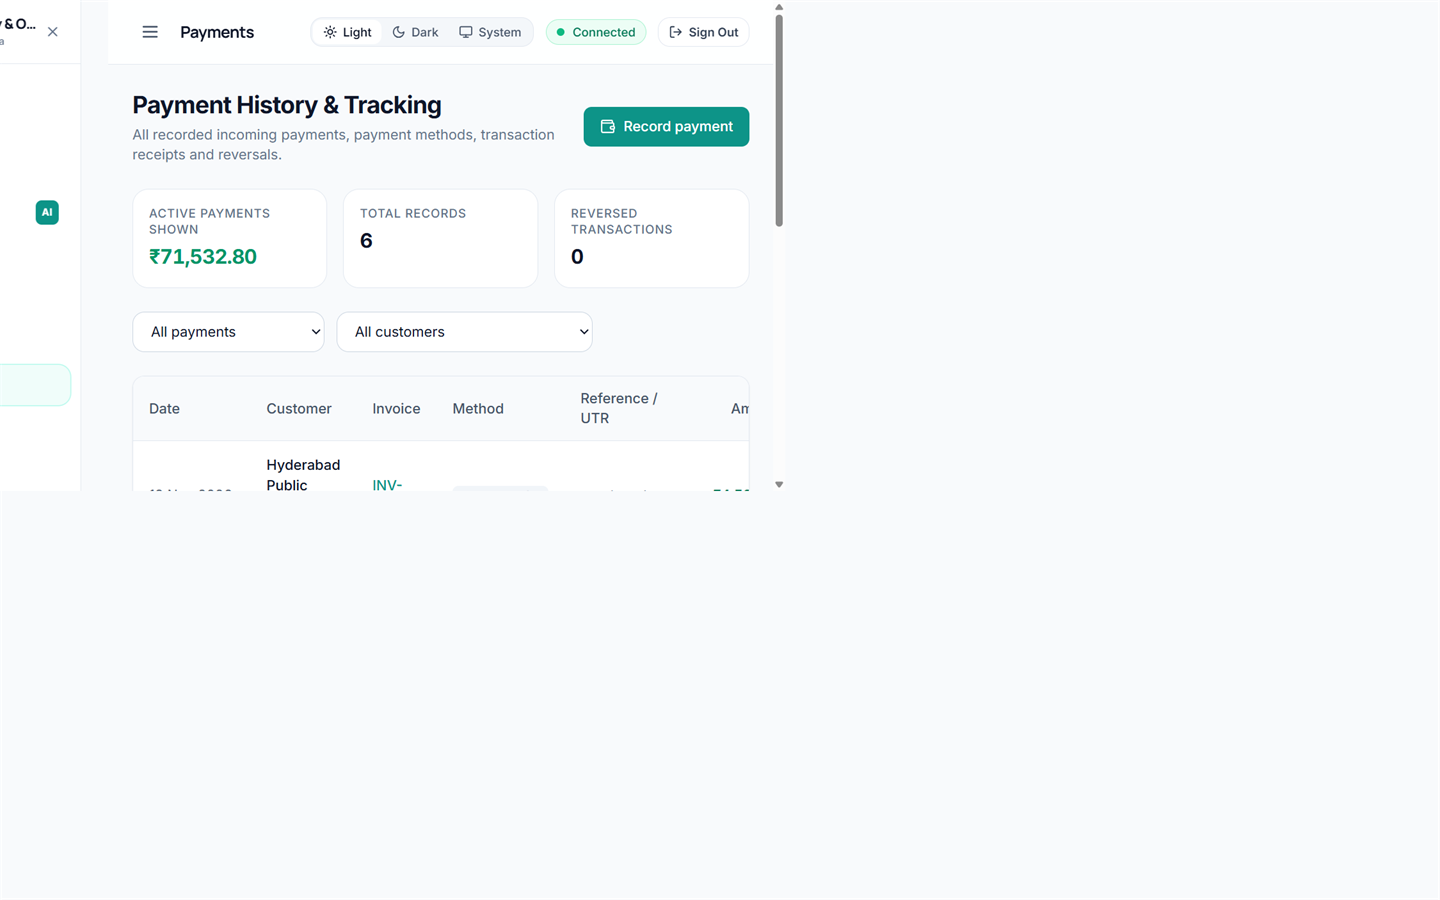 & O...
Payments
Light
Dark
System
Connected
Sign Out
Payment History & Tracking
All recorded incoming payments, payment methods, transaction
receipts and reversals.
Record payment
AI
ACTIVE PAYMENTS
SHOWN
₹71,532.80
TOTAL RECORDS
6
REVERSED
TRANSACTIONS
0
All payments
All customers
Date
Customer
Invoice
Method
Reference /
UTR
Am
Hyderabad
Public
INV-